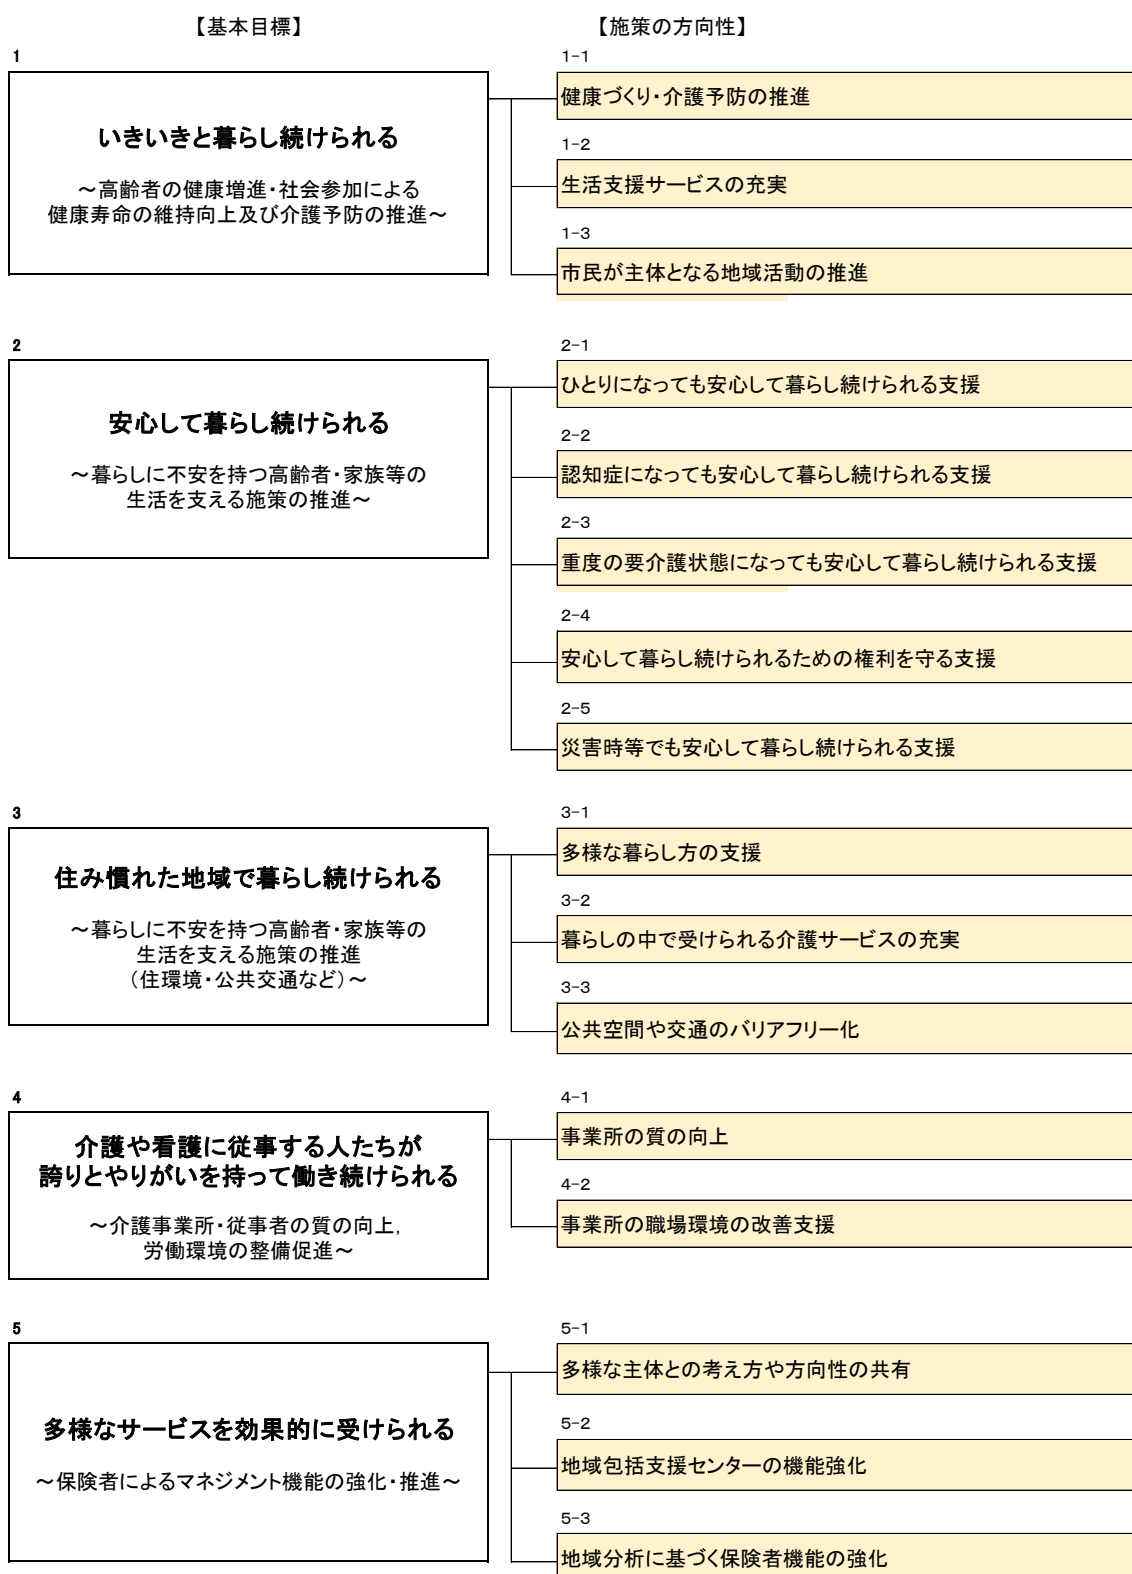 【基本目標】
【施策の方向性】
1
いきいきと暮らし続けられる
～高齢者の健康増進・社会参加による
健康寿命の維持向上及び介護予防の推進～
1-1
健康づくり・介護予防の推進
1-2
生活支援サービスの充実
1-3
市民が主体となる地域活動の推進
2
安心して暮らし続けられる
～暮らしに不安を持つ高齢者・家族等の
生活を支える施策の推進～
2-1
ひとりになっても安心して暮らし続けられる支援
2-2
認知症になっても安心して暮らし続けられる支援
2-3
重度の要介護状態になっても安心して暮らし続けられる支援
2-4
安心して暮らし続けられるための権利を守る支援
2-5
災害時等でも安心して暮らし続けられる支援
3
住み慣れた地域で暮らし続けられる
～暮らしに不安を持つ高齢者・家族等の
生活を支える施策の推進
（住環境・公共交通など）～
3-1
多様な暮らし方の支援
3-2
暮らしの中で受けられる介護サービスの充実
3-3
公共空間や交通のバリアフリー化
4
介護や看護に従事する人たちが
誇りとやりがいを持って働き続けられる
～介護事業所・従事者の質の向上,
労働環境の整備促進～
4-1
事業所の質の向上
4-2
事業所の職場環境の改善支援
5
多様なサービスを効果的に受けられる
～保険者によるマネジメント機能の強化・推進～
5-1
多様な主体との考え方や方向性の共有
5-2
地域包括支援センターの機能強化
5-3
地域分析に基づく保険者機能の強化